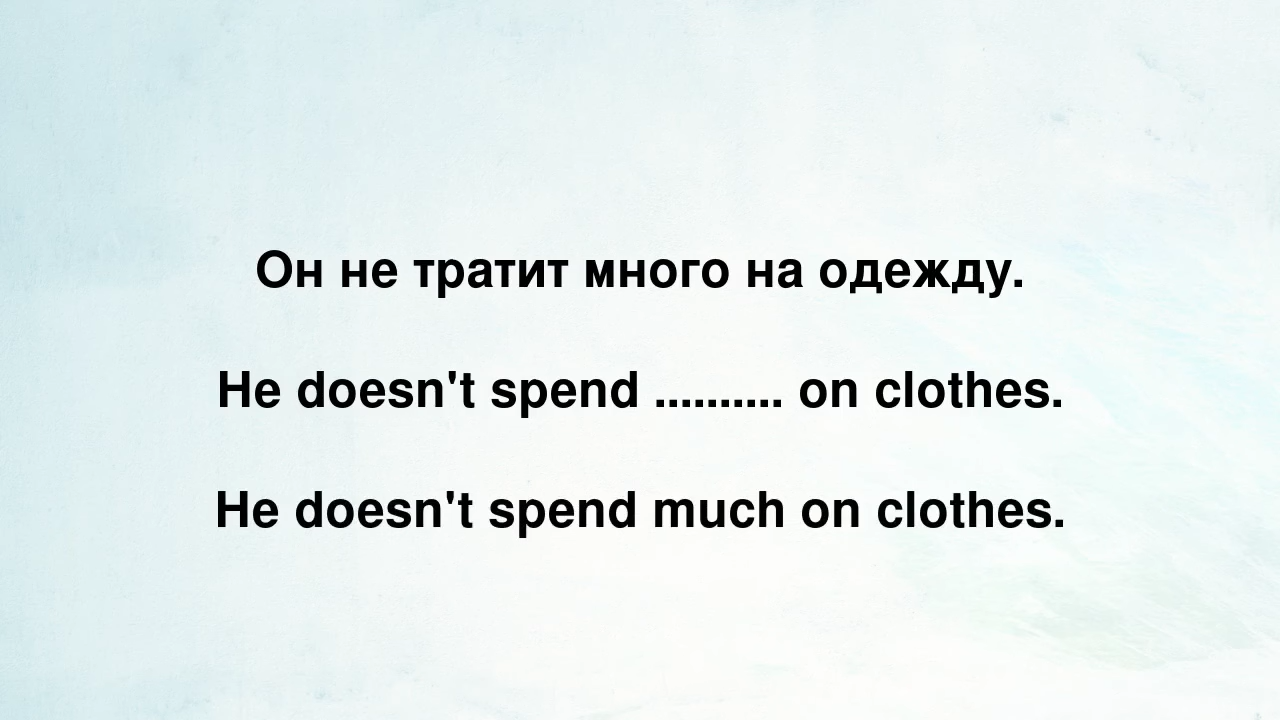 Он не тратит много на одежду.
He doesn't spend .......... on clothes.
He doesn't spend much on clothes.